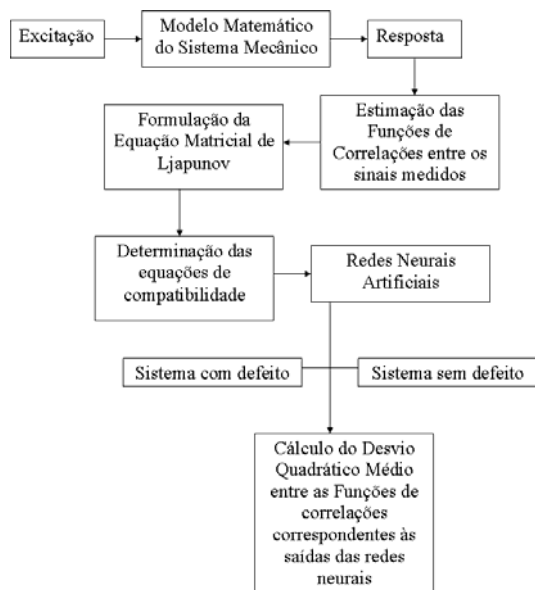 Excitação
Modelo Matemático
do Sistema Mecânico
Resposta
Estimação das
Funções de
Correlações entre os
sinais medidos
Formulação da
Equação Matricial de
Ljapunov
Determinação das
equações de
compatibilidade
Redes Neurais
Artificiais
Sistema com defeito
Sistema sem defeito
Cálculo do Desvio
Quadrático Médio
entre as Funções de
correlações
correspondentes às
saídas das redes
neurais